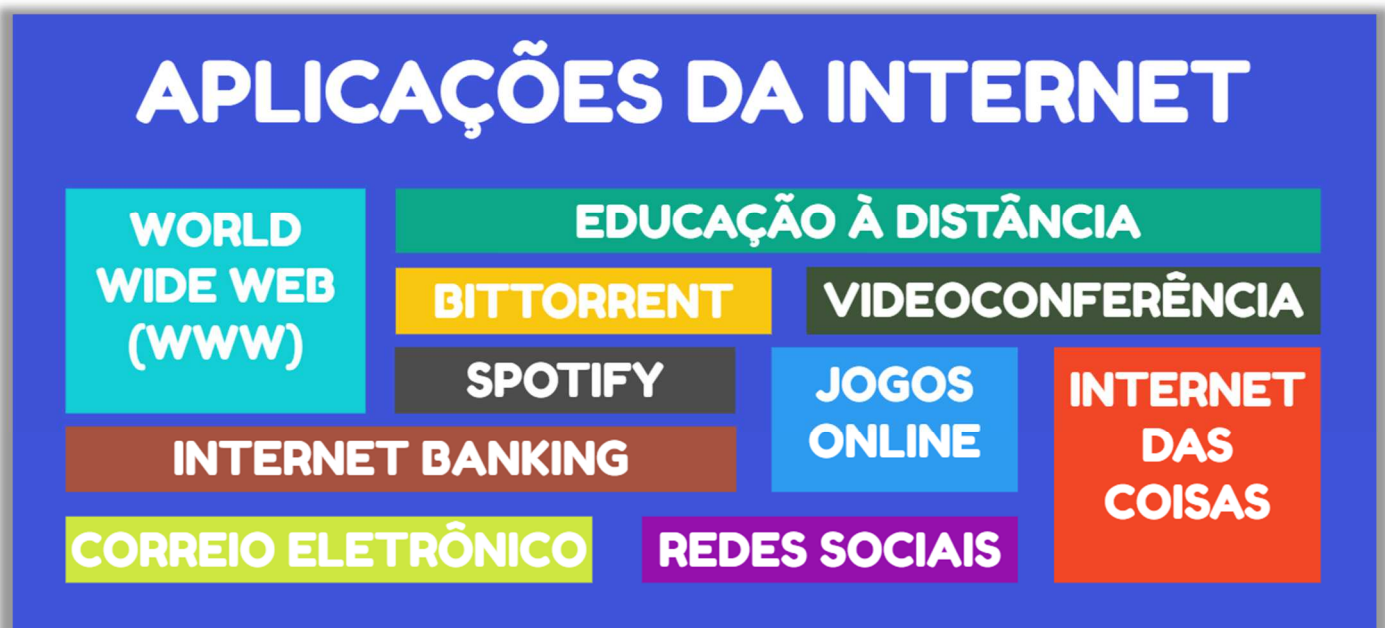 APLICAÇÕES DA INTERNET
WORLD
WIDE WEB
(WWW)
EDUCAÇÃO À DISTÂNCIA
BITTORRENT
VIDEOCONFERÊNCIA
SPOTIFY
JOGOS
ONLINE
INTERNET
DAS
COISAS
INTERNET BANKING
CORREIO ELETRÔNICO
REDES SOCIAIS